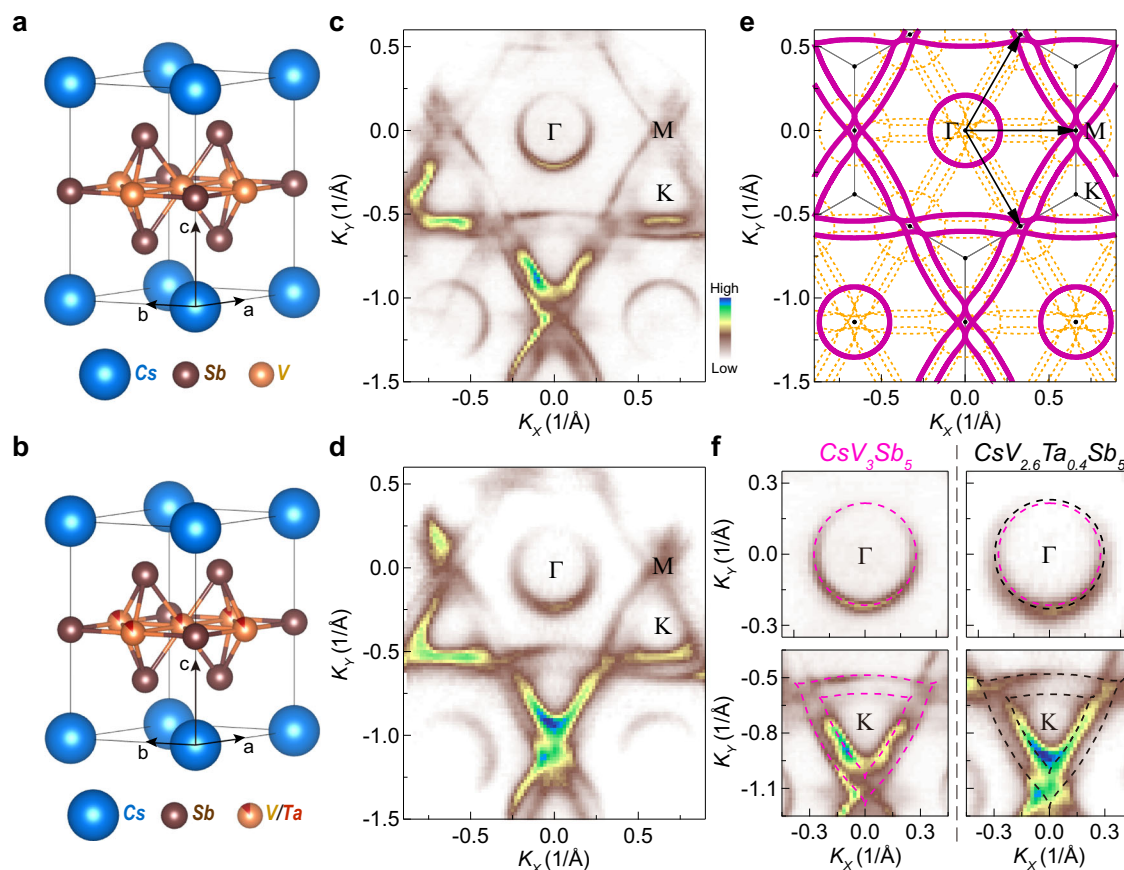 a
c
b
a
Cs Sb V
b
c
b
a
Cs Sb V/Ta
c
0.5
0.0
-0.5
-1.0
-1.5
K_Y (1/Å)
Γ
M
K
High
Low
-0.5 0.0 0.5
K_X (1/Å)
d
0.5
0.0
-0.5
-1.0
-1.5
K_Y (1/Å)
Γ
M
K
-0.5 0.0 0.5
K_X (1/Å)
e
0.5
0.0
-0.5
-1.0
-1.5
K_Y (1/Å)
Γ
M
K
-0.5 0.0 0.5
K_X (1/Å)
f
CsV₃Sb₅ CsV₂.₆Ta₀.₄Sb₅
0.3
0.0
-0.3
K_Y (1/Å)
Γ Γ
-0.5
-0.8
-1.1
K_Y (1/Å)
K K
-0.3 0.0 0.3 -0.3 0.0 0.3
K_X (1/Å) K_X (1/Å)